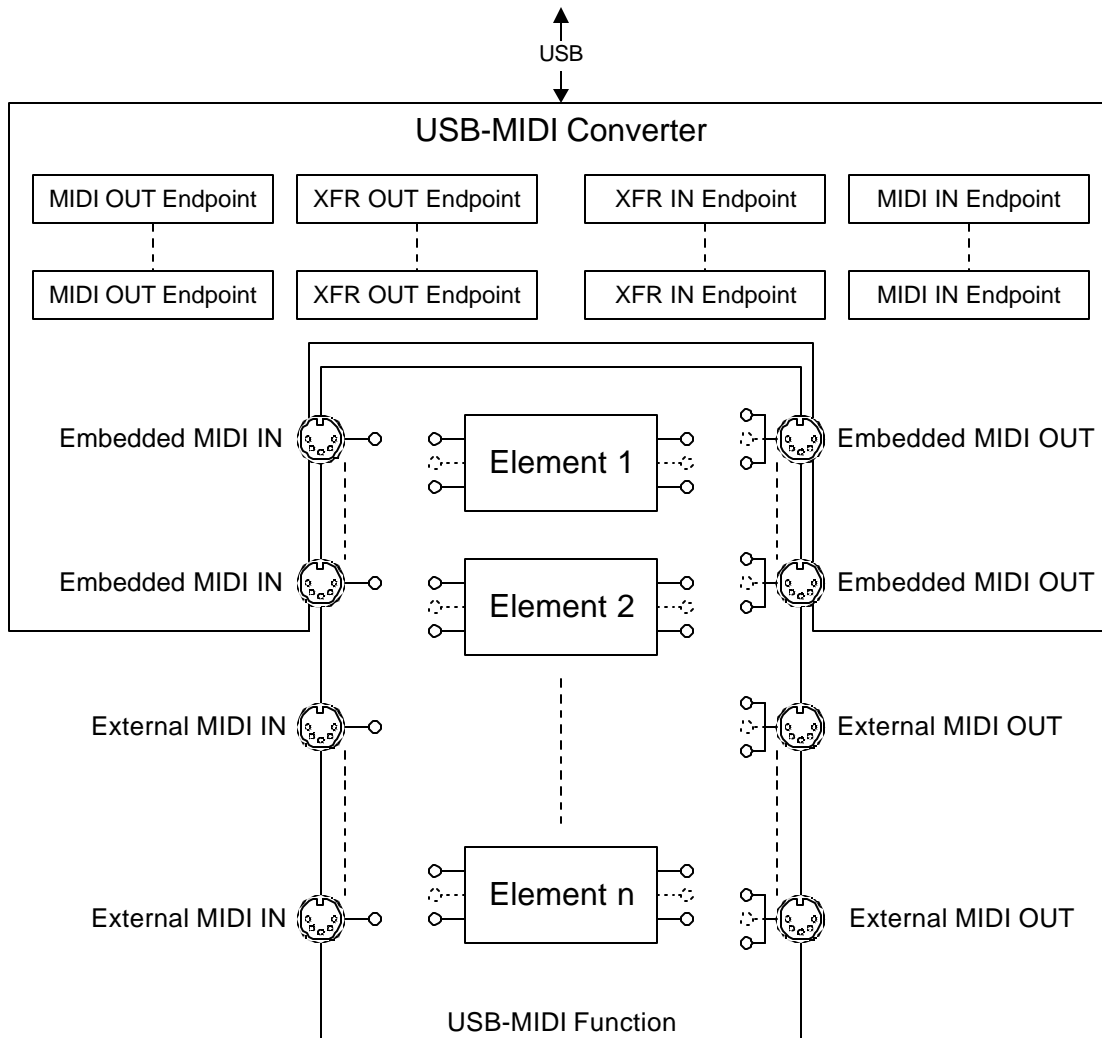 USB
USB-MIDI Converter
MIDI OUT Endpoint XFR OUT Endpoint XFR IN Endpoint MIDI IN Endpoint
MIDI OUT Endpoint XFR OUT Endpoint XFR IN Endpoint MIDI IN Endpoint
Embedded MIDI IN Element 1 Embedded MIDI OUT
Embedded MIDI IN Element 2 Embedded MIDI OUT
External MIDI IN External MIDI OUT
External MIDI IN Element n External MIDI OUT
USB-MIDI Function